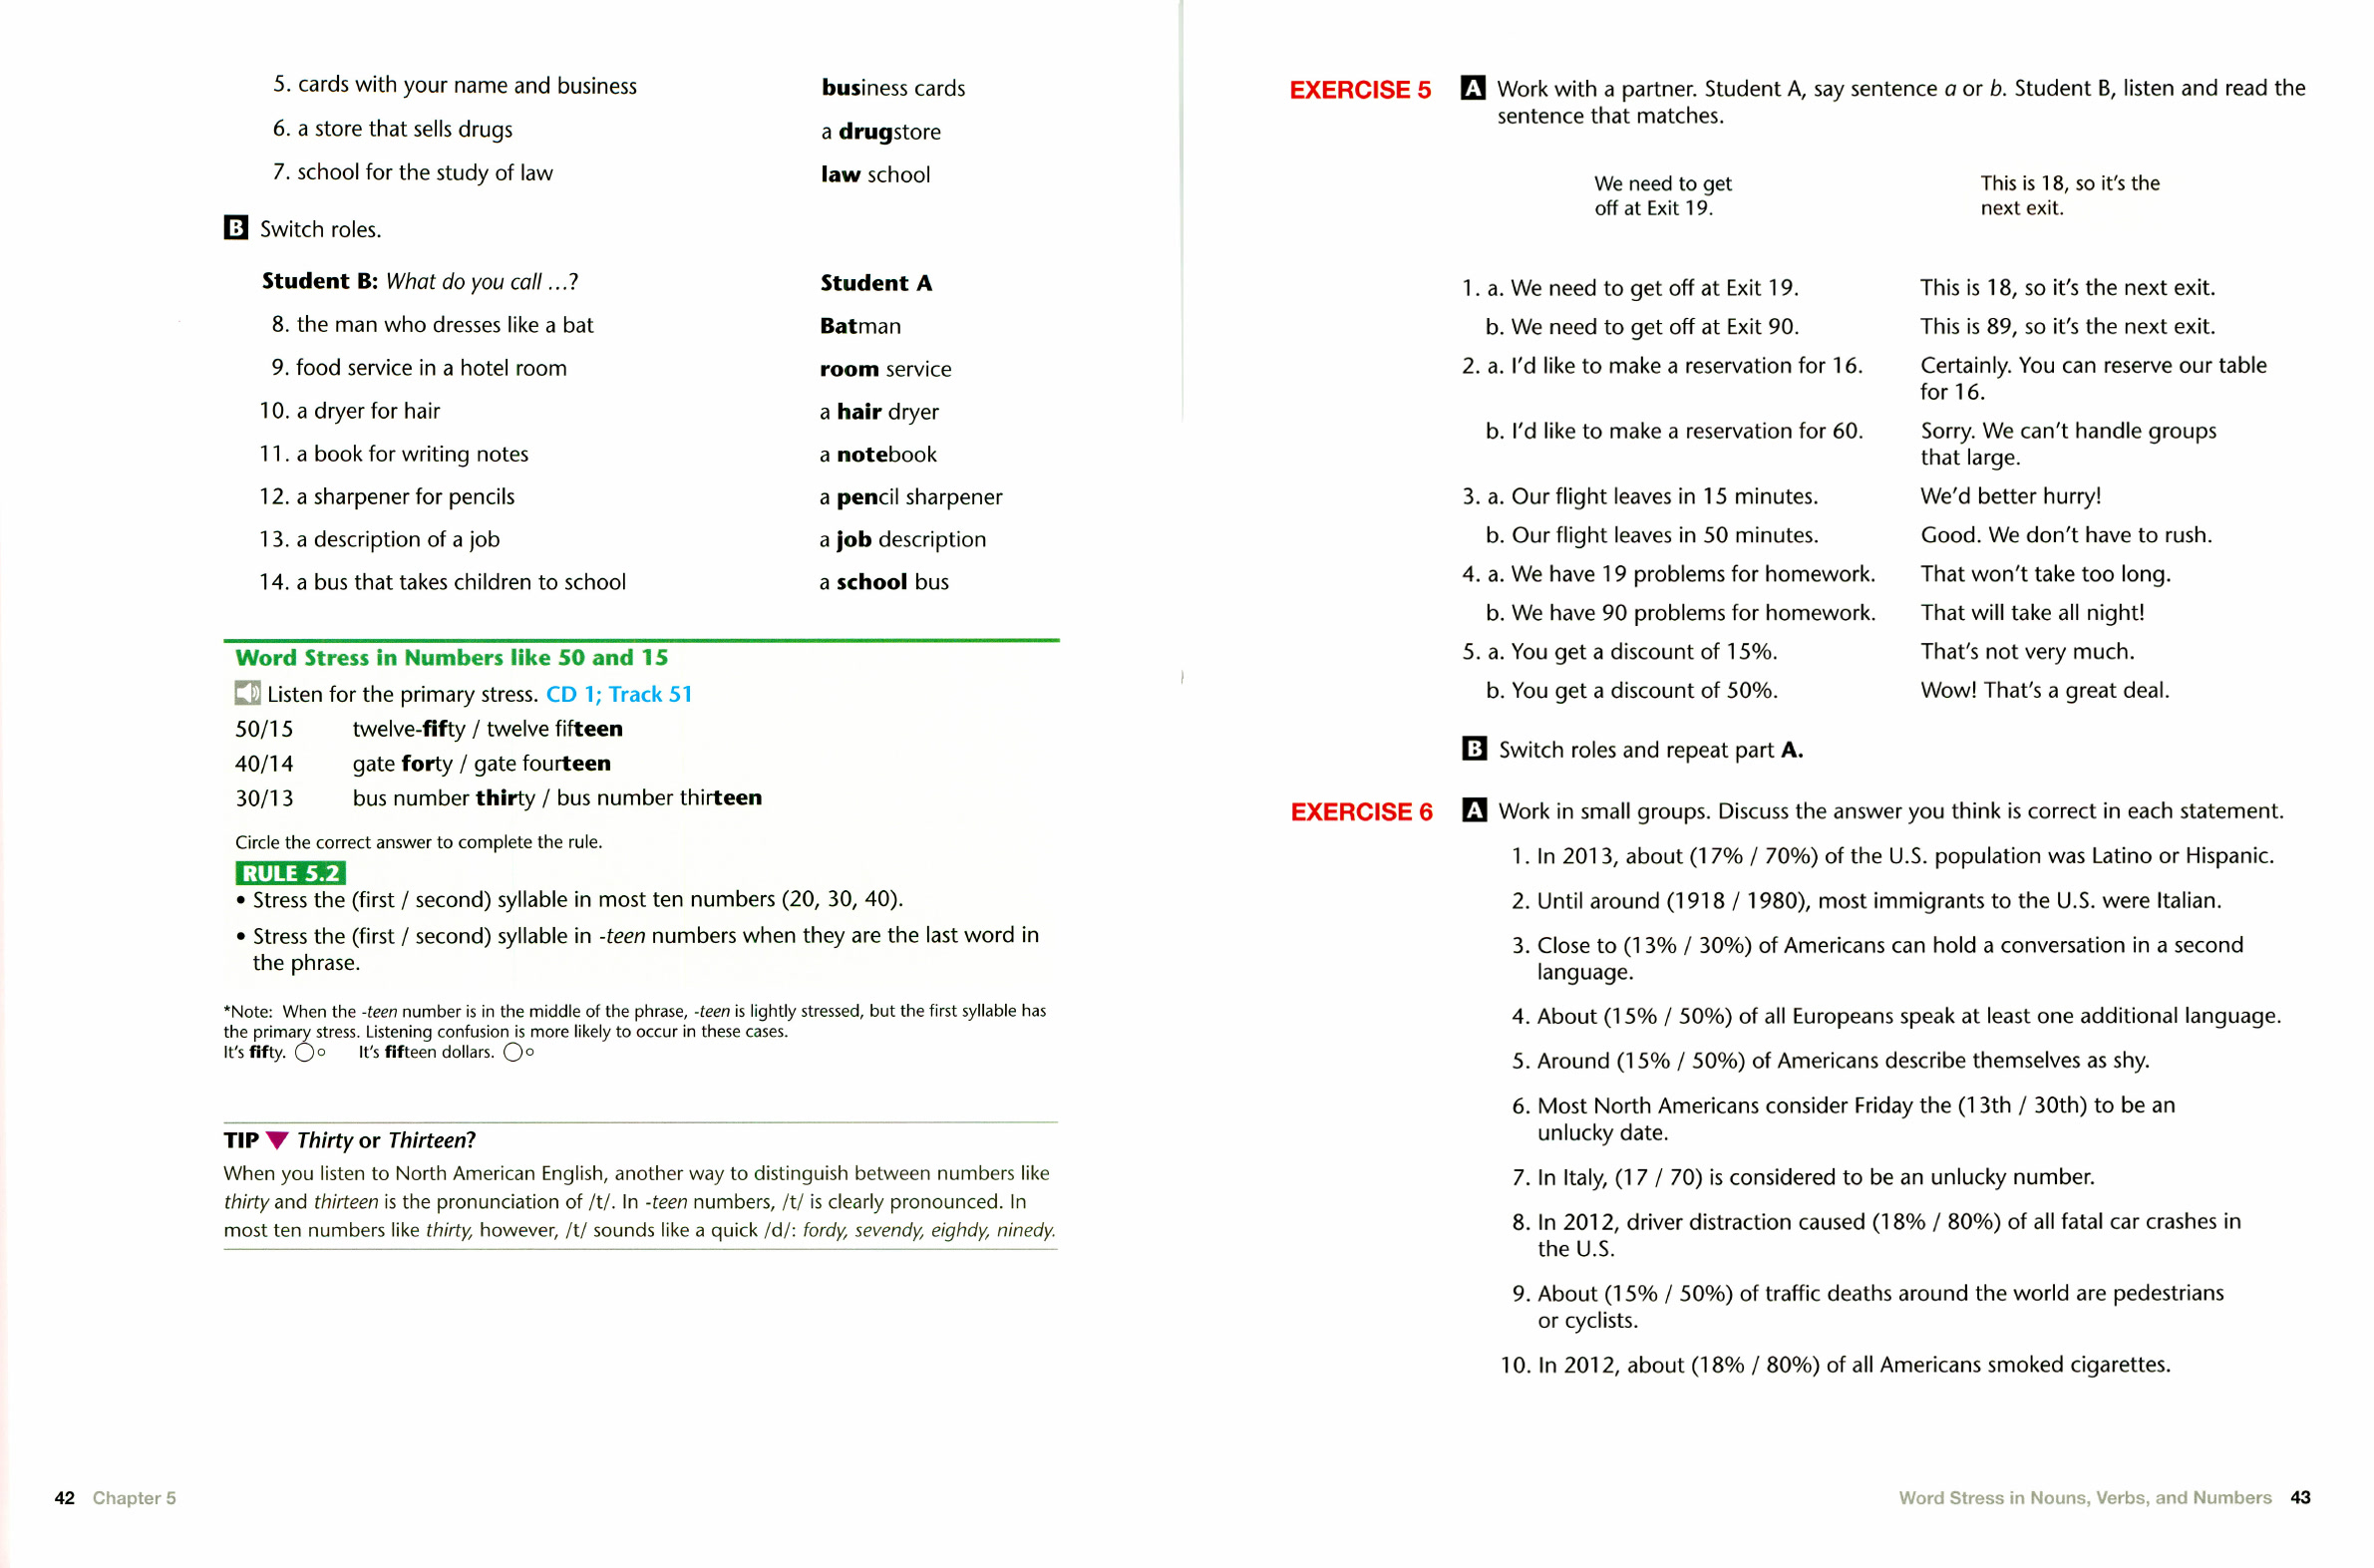 5. cards with your name and business    business cards
6. a store that sells drugs    a drugstore
7. school for the study of law    law school
B Switch roles.
Student B: What do you call ...?    Student A
8. the man who dresses like a bat    Batman
9. food service in a hotel room    room service
10. a dryer for hair    a hair dryer
11. a book for writing notes    a notebook
12. a sharpener for pencils    a pencil sharpener
13. a description of a job    a job description
14. a bus that takes children to school    a school bus
Word Stress in Numbers like 50 and 15
Listen for the primary stress. CD 1; Track 51
50/15    twelve-fifty / twelve fifteen
40/14    gate forty / gate fourteen
30/13    bus number thirty / bus number thirteen
Circle the correct answer to complete the rule.
RULE 5.2
• Stress the (first / second) syllable in most ten numbers (20, 30, 40).
• Stress the (first / second) syllable in -teen numbers when they are the last word in
the phrase.
*Note: When the -teen number is in the middle of the phrase, -teen is lightly stressed, but the first syllable has
the primary stress. Listening confusion is more likely to occur in these cases.
It's fifty.    It's fifteen dollars.
TIP ▼ Thirty or Thirteen?
When you listen to North American English, another way to distinguish between numbers like
thirty and thirteen is the pronunciation of /t/. In -teen numbers, /t/ is clearly pronounced. In
most ten numbers like thirty, however, /t/ sounds like a quick /d/: fordy, sevendy, eighdy, ninedy.
42 Chapter 5
EXERCISE 5 A Work with a partner. Student A, say sentence a or b. Student B, listen and read the
sentence that matches.
We need to get    This is 18, so it's the
off at Exit 19.    next exit.
1. a. We need to get off at Exit 19.    This is 18, so it's the next exit.
b. We need to get off at Exit 90.    This is 89, so it's the next exit.
2. a. I'd like to make a reservation for 16.    Certainly. You can reserve our table
for 16.
b. I'd like to make a reservation for 60.    Sorry. We can't handle groups
that large.
3. a. Our flight leaves in 15 minutes.    We'd better hurry!
b. Our flight leaves in 50 minutes.    Good. We don't have to rush.
4. a. We have 19 problems for homework.    That won't take too long.
b. We have 90 problems for homework.    That will take all night!
5. a. You get a discount of 15%.    That's not very much.
b. You get a discount of 50%.    Wow! That's a great deal.
B Switch roles and repeat part A.
EXERCISE 6 A Work in small groups. Discuss the answer you think is correct in each statement.
1. In 2013, about (17% / 70%) of the U.S. population was Latino or Hispanic.
2. Until around (1918 / 1980), most immigrants to the U.S. were Italian.
3. Close to (13% / 30%) of Americans can hold a conversation in a second
language.
4. About (15% / 50%) of all Europeans speak at least one additional language.
5. Around (15% / 50%) of Americans describe themselves as shy.
6. Most North Americans consider Friday the (13th / 30th) to be an
unlucky date.
7. In Italy, (17 / 70) is considered to be an unlucky number.
8. In 2012, driver distraction caused (18% / 80%) of all fatal car crashes in
the U.S.
9. About (15% / 50%) of traffic deaths around the world are pedestrians
or cyclists.
10. In 2012, about (18% / 80%) of all Americans smoked cigarettes.
Word Stress in Nouns, Verbs, and Numbers 43